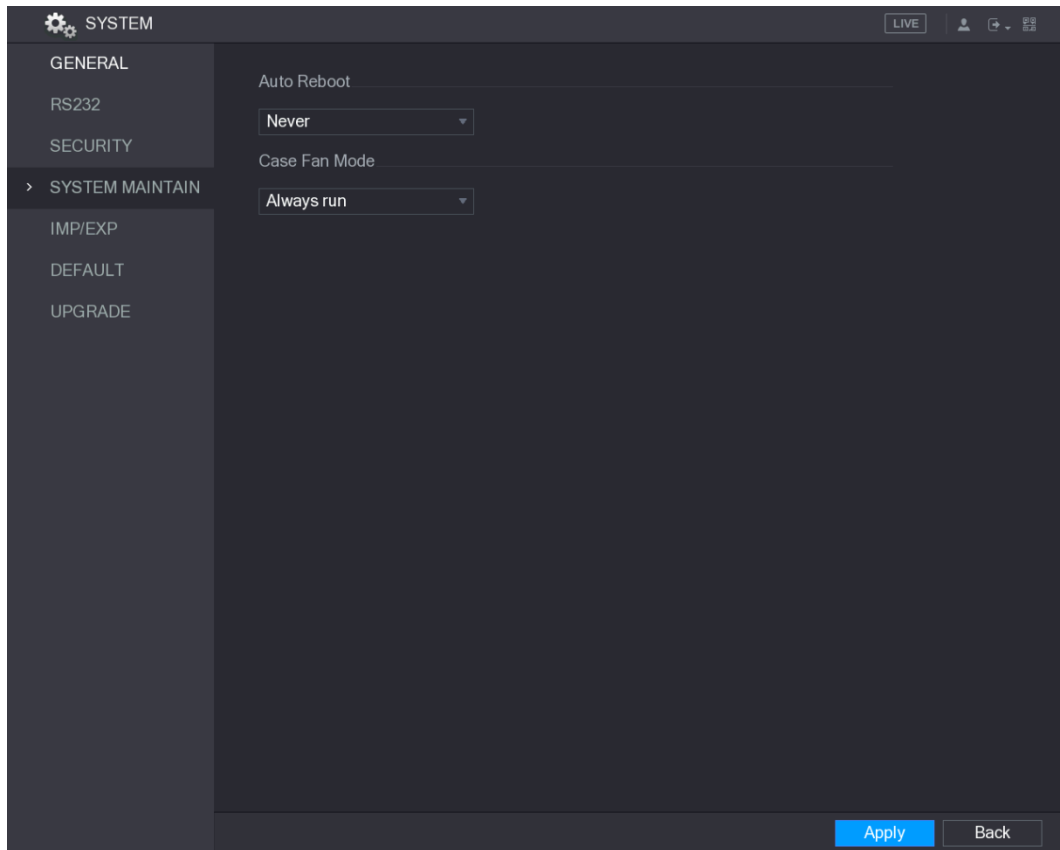 SYSTEM
LIVE
GENERAL
RS232
SECURITY
SYSTEM MAINTAIN
IMP/EXP
DEFAULT
UPGRADE
Auto Reboot
Never
Case Fan Mode
Always run
Apply
Back